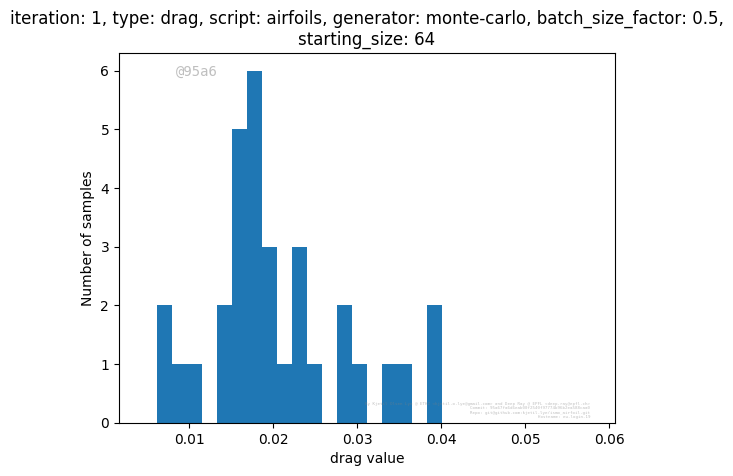 iteration: 1, type: drag, script: airfoils, generator: monte-carlo, batch_size_factor: 0.5,
starting_size: 64
@95a6
6
5
4
3
2
1
0
Number of samples
0.01 0.02 0.03 0.04 0.05 0.06
drag value